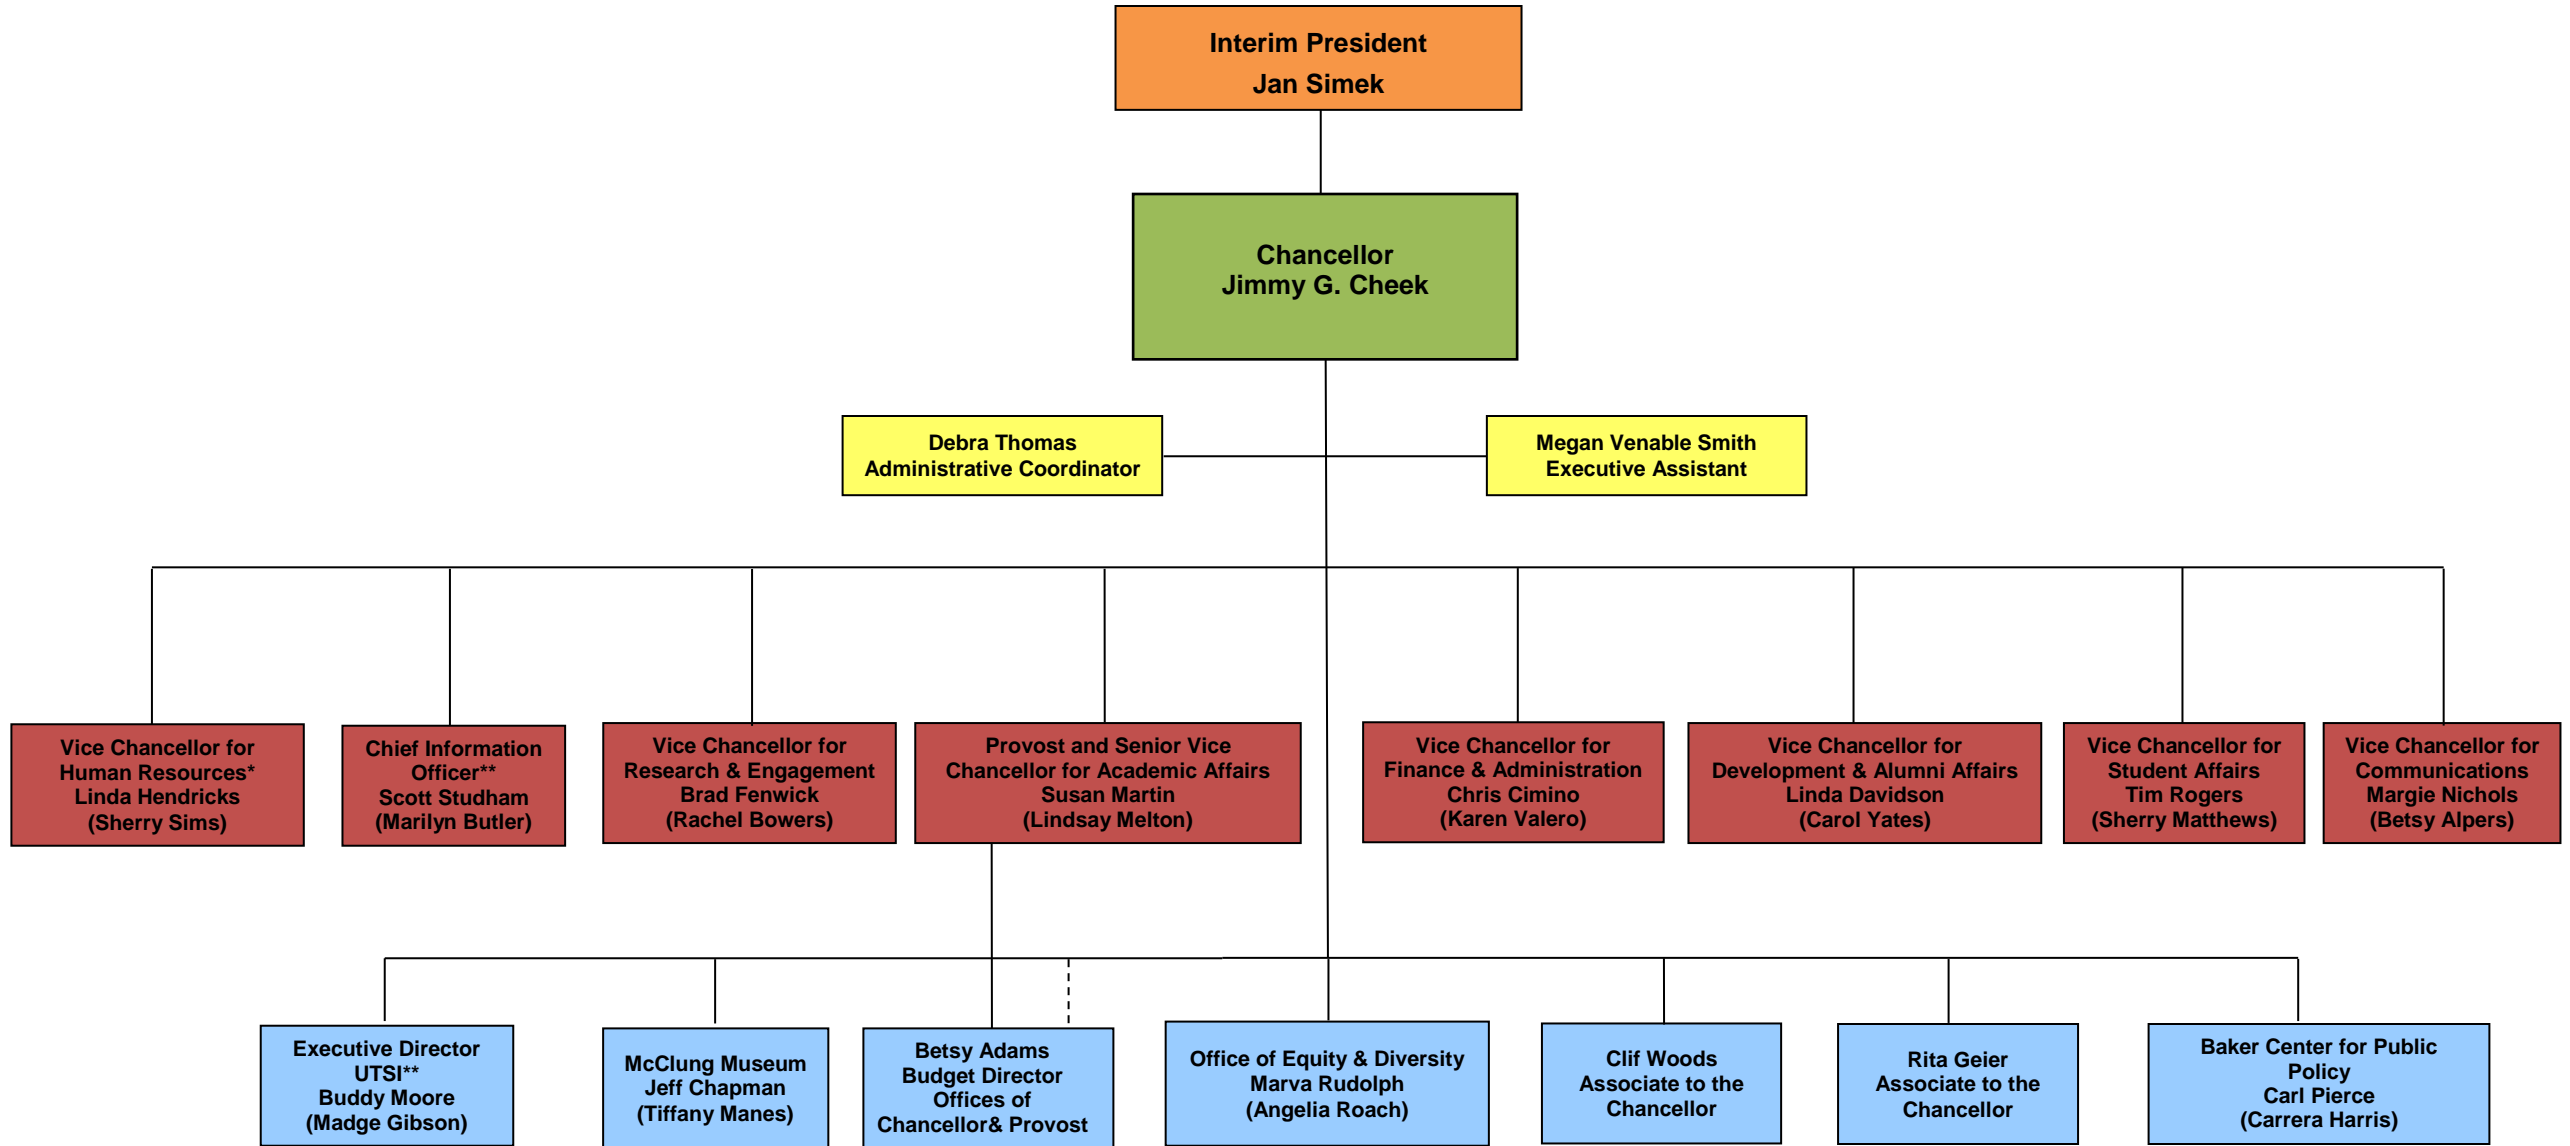 Interim President
Jan Simek
Chancellor
Jimmy G. Cheek
Debra Thomas
Administrative Coordinator
Megan Venable Smith
Executive Assistant
Vice Chancellor for
Human Resources*
Linda Hendricks
(Sherry Sims)
Chief Information
Officer**
Scott Studham
(Marilyn Butler)
Vice Chancellor for
Research & Engagement
Brad Fenwick
(Rachel Bowers)
Provost and Senior Vice
Chancellor for Academic Affairs
Susan Martin
(Lindsay Melton)
Vice Chancellor for
Finance & Administration
Chris Cimino
(Karen Valero)
Vice Chancellor for
Development & Alumni Affairs
Linda Davidson
(Carol Yates)
Vice Chancellor for
Student Affairs
Tim Rogers
(Sherry Matthews)
Vice Chancellor for
Communications
Margie Nichols
(Betsy Alpers)
Executive Director
UTSI**
Buddy Moore
(Madge Gibson)
McClung Museum
Jeff Chapman
(Tiffany Manes)
Betsy Adams
Budget Director
Offices of
Chancellor& Provost
Office of Equity & Diversity
Marva Rudolph
(Angelia Roach)
Clif Woods
Associate to the
Chancellor
Rita Geier
Associate to the
Chancellor
Baker Center for Public
Policy
Carl Pierce
(Carrera Harris)